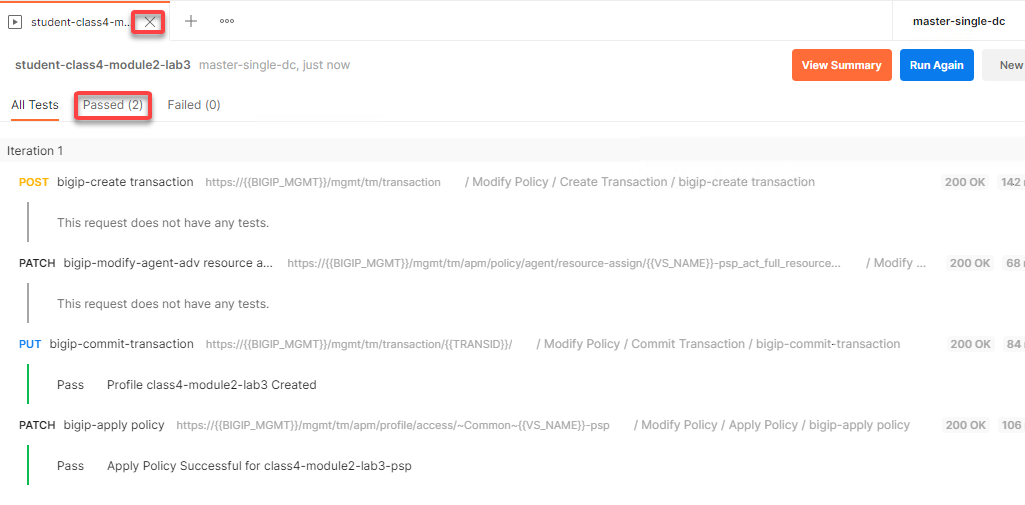 student-class4-m...
master-single-dc
student-class4-module2-lab3 master-single-dc, just now View Summary Run Again New
All Tests Passed (2) Failed (0)
Iteration 1
POST bigip-create transaction https://{{BIGIP_MGMT}}/mgmt/tm/transaction / Modify Policy / Create Transaction / bigip-create transaction 200 OK 142
This request does not have any tests.
PATCH bigip-modify-agent-adv resource a... https://{{BIGIP_MGMT}}/mgmt/tm/apm/policy/agent/resource-assign/{{VS_NAME}}-psp_act_full_resource... / Modify ... 200 OK 68
This request does not have any tests.
PUT bigip-commit-transaction https://{{BIGIP_MGMT}}/mgmt/tm/transaction/{{TRANSID}}/ / Modify Policy / Commit Transaction / bigip-commit-transaction 200 OK 84
Pass Profile class4-module2-lab3 Created
PATCH bigip-apply policy https://{{BIGIP_MGMT}}/mgmt/tm/apm/profile/access/~Common~{{VS_NAME}}-psp / Modify Policy / Apply Policy / bigip-apply policy 200 OK 106
Pass Apply Policy Successful for class4-module2-lab3-psp